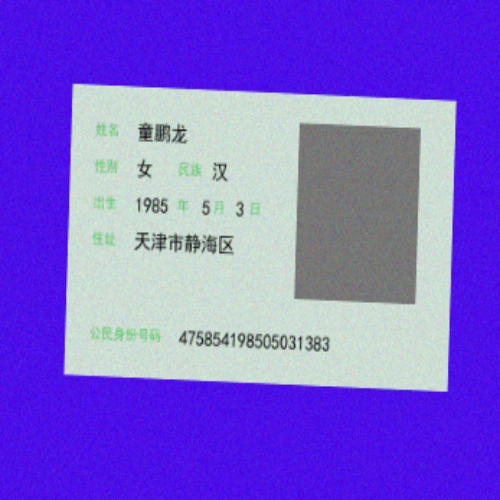 姓名 童鹏龙
性别 女 民族 汉
出生 1985 年 5 月 3 日
住址 天津市静海区
公民身份号码 475854198505031383